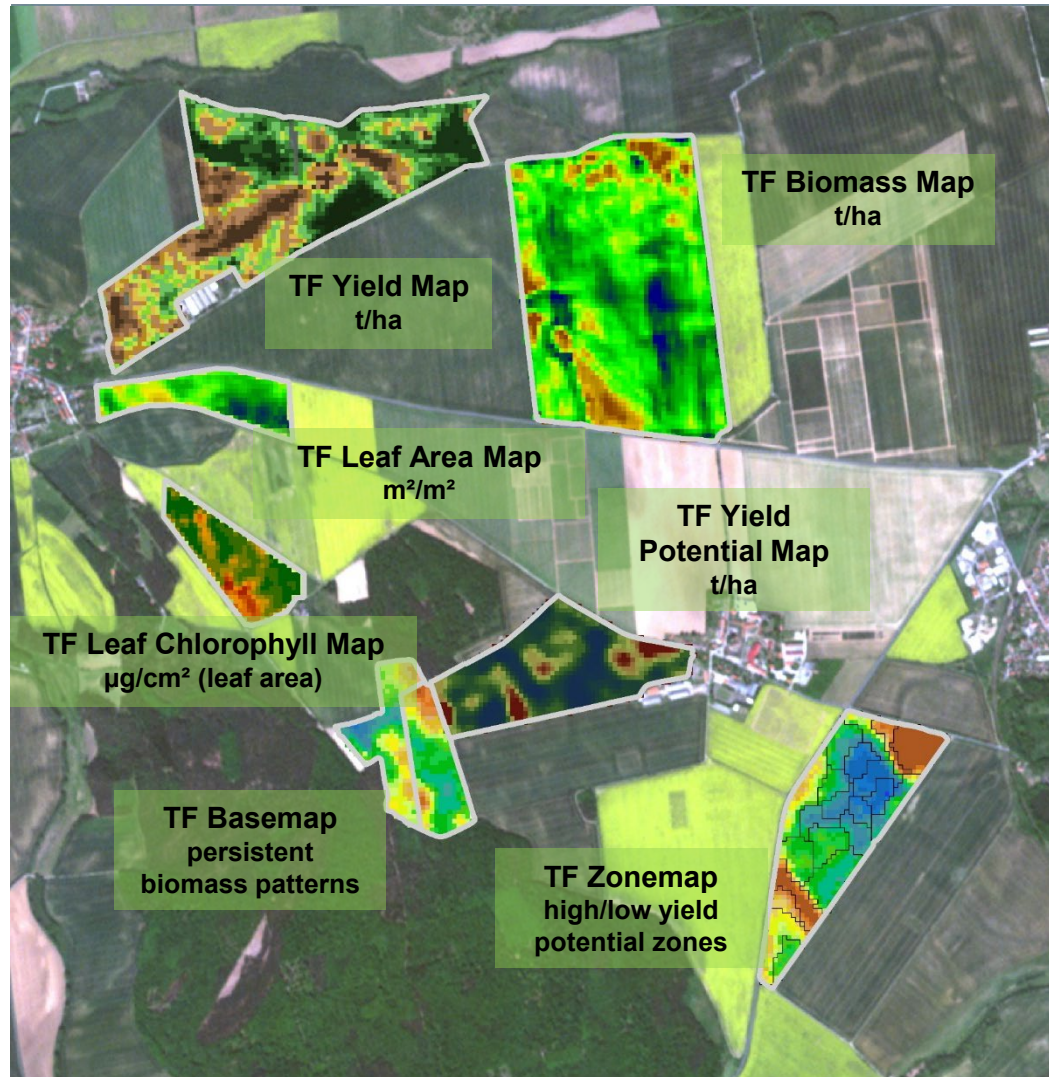 TF Biomass Map
t/ha
TF Yield Map
t/ha
TF Leaf Area Map
m²/m²
TF Yield
Potential Map
t/ha
TF Leaf Chlorophyll Map
µg/cm² (leaf area)
TF Basemap
persistent
biomass patterns
TF Zonemap
high/low yield
potential zones